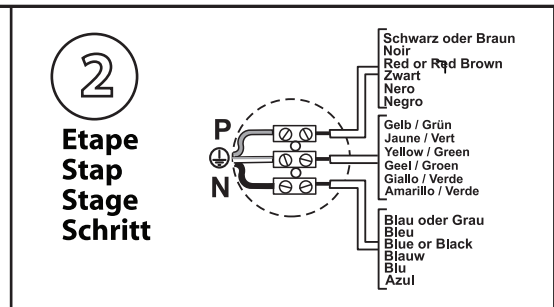 2
Etape
Stap
Stage
Schritt
P
N
Schwarz oder Braun
Noir
Red or Red Brown
Zwart
Nero
Negro
Gelb / Grün
Jaune / Vert
Yellow / Green
Geel / Groen
Giallo / Verde
Amarillo / Verde
Blau oder Grau
Bleu
Blue or Black
Blauw
Blu
Azul